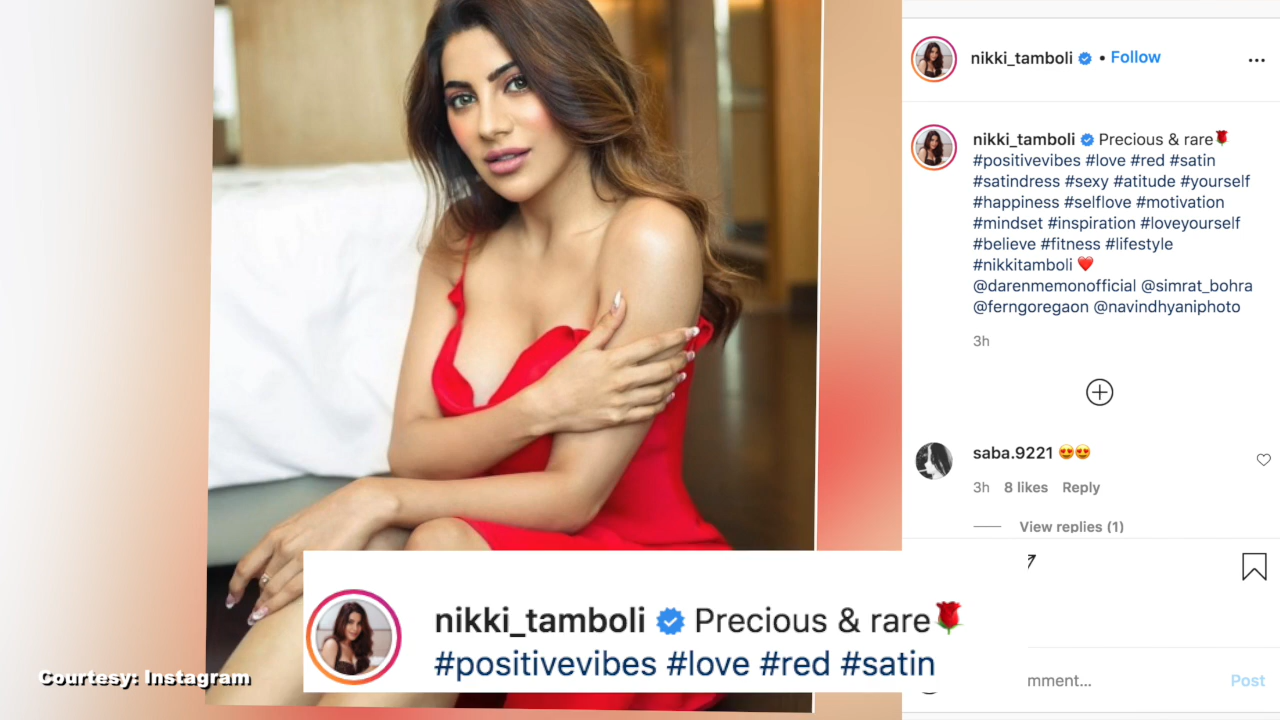 nikki_tamboli • Follow
nikki_tamboli Precious & rare🌹
#positivevibes #love #red #satin
#satindress #sexy #atitude #yourself
#happiness #selflove #motivation
#mindset #inspiration #loveyourself
#believe #fitness #lifestyle
#nikkitamboli ❤️
@darenmemonofficial @simrat_bohra
@ferngoregaon @navindhyaniphoto
3h
saba.9221 😍😍
3h 8 likes Reply
View replies (1)
nikki_tamboli Precious & rare🌹
#positivevibes #love #red #satin
Courtesy: Instagram
mment... Post